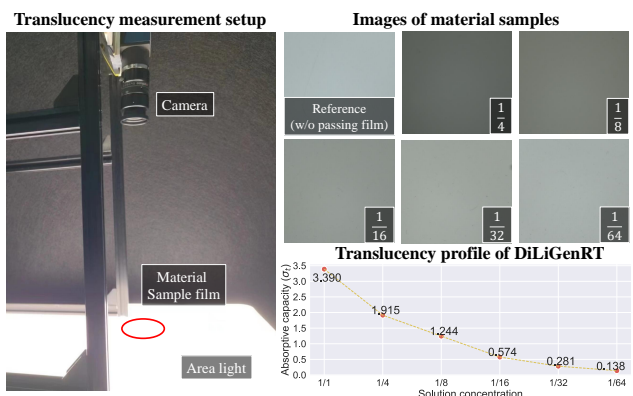 Translucency measurement setup
Camera
Material
Sample film
Area light
Images of material samples
Reference
(w/o passing film)
1/4
1/8
1/16
1/32
1/64
Translucency profile of DiLiGenRT
Absorptive capacity (σt)
3.5
3.0
2.5
2.0
1.5
1.0
0.5
0.0
3.390
1.915
1.244
0.574
0.281
0.138
1/1
1/4
1/8
1/16
1/32
1/64
Solution concentration